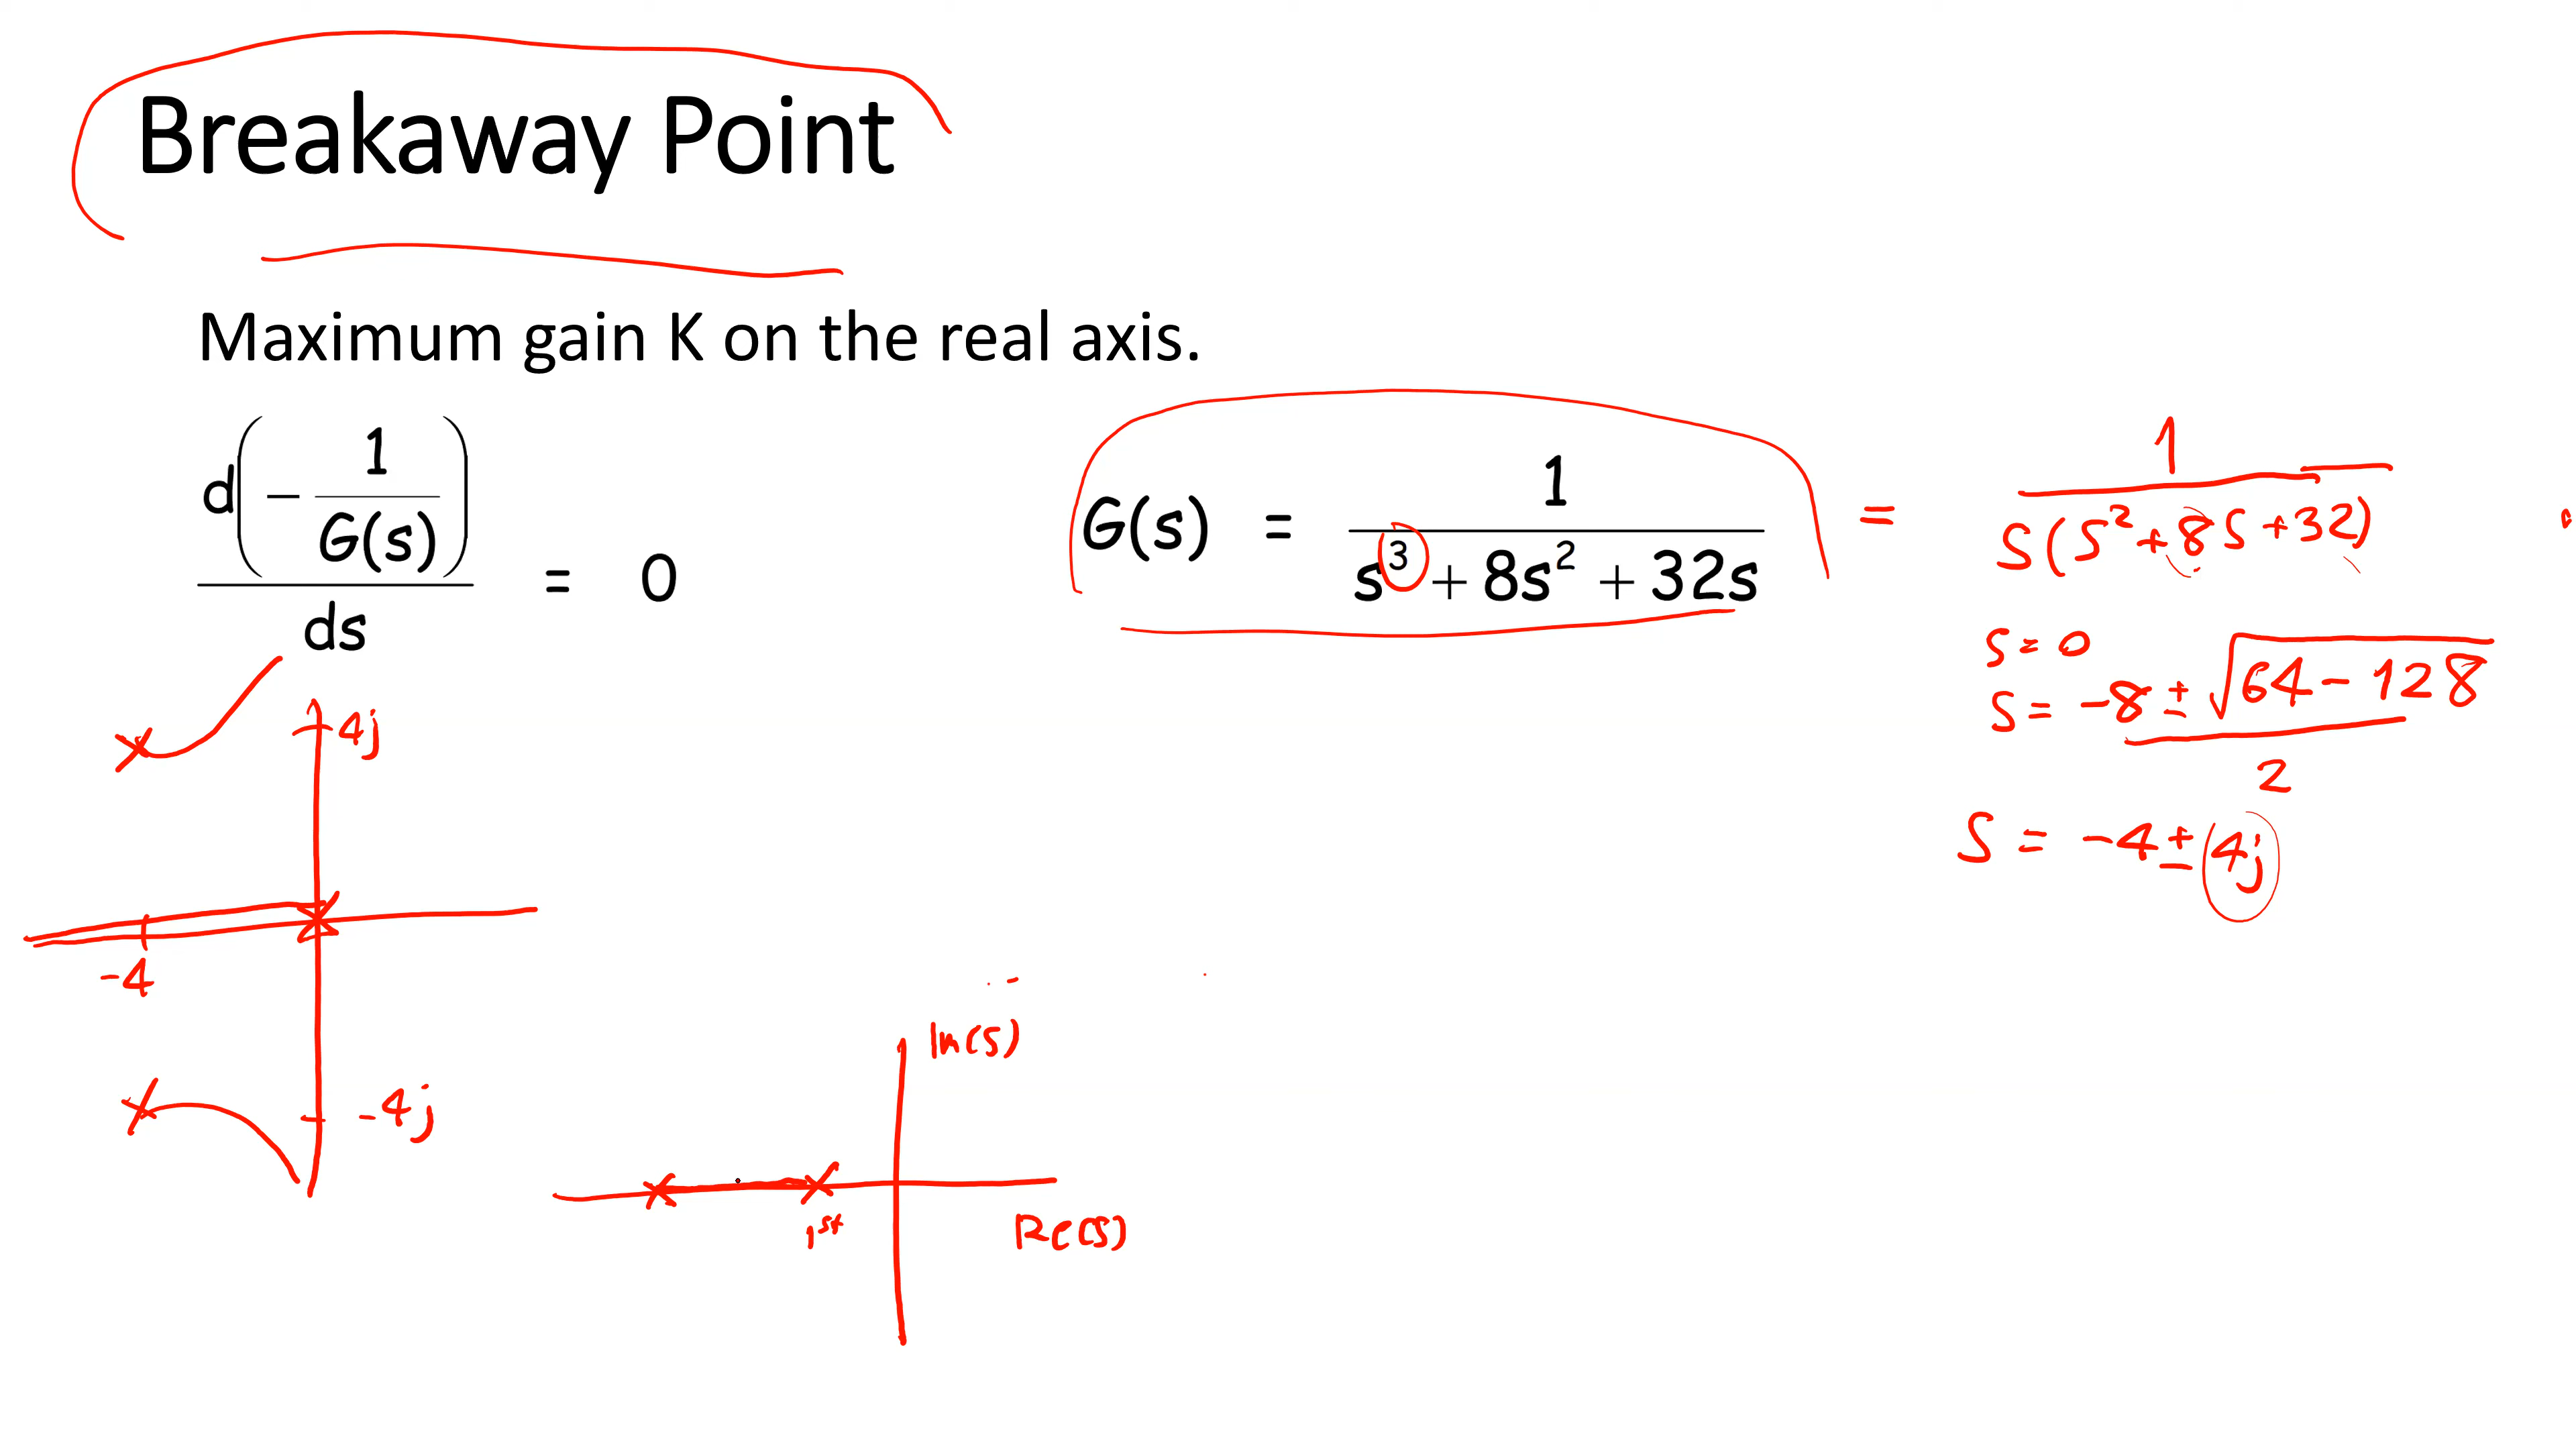 Breakaway Point
Maximum gain K on the real axis.
d(− 1/G(s))/ds = 0
G(s) = 1/(s³ + 8s² + 32s) = 1/(S(S² + 8S + 32))
S = 0
S = -8 ± √(64 - 128) / 2
S = -4 ± 4j
4j
-4
-4j
Im(s)
1st
Re(s)